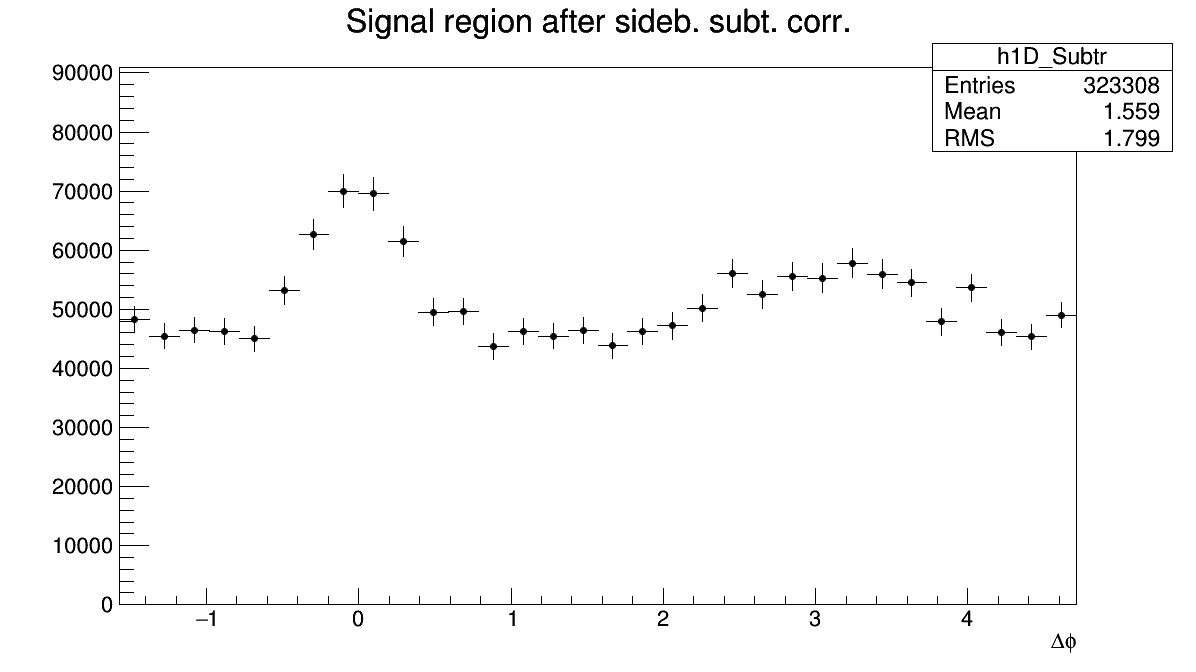 Signal region after sideb. subt. corr.
h1D_Subtr
Entries 323308
Mean 1.559
RMS 1.799
90000
80000
70000
60000
50000
40000
30000
20000
10000
0
−1 0 1 2 3 4
Δϕ